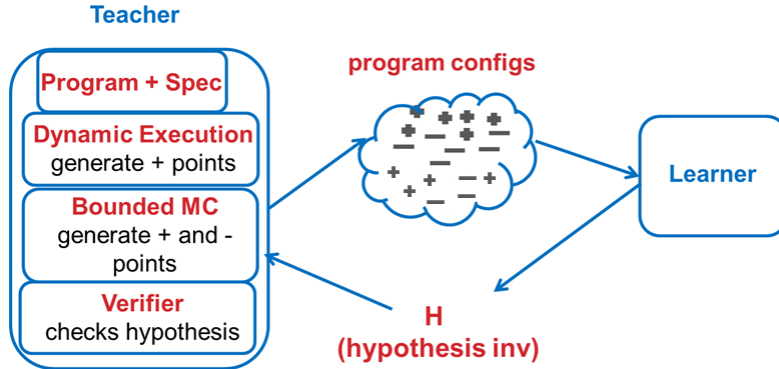 Teacher
Program + Spec
Dynamic Execution
generate + points
Bounded MC
generate + and -
points
Verifier
checks hypothesis
program configs
H
(hypothesis inv)
Learner